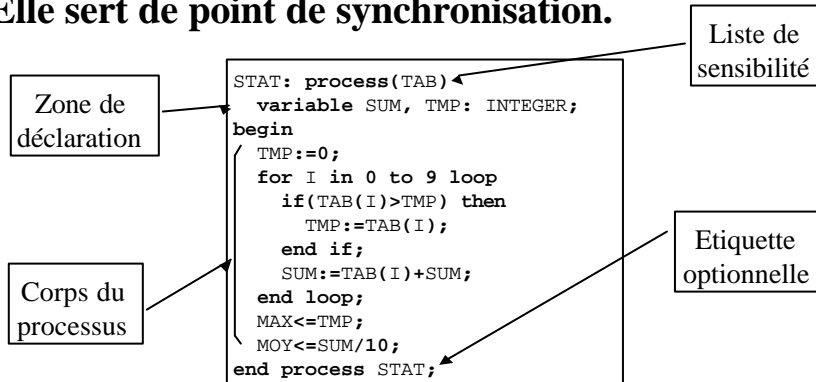 Elle sert de point de synchronisation.
Liste de
sensibilité
Zone de
déclaration
STAT: process(TAB)
variable SUM, TMP: INTEGER;
begin
TMP:=0;
for I in 0 to 9 loop
if(TAB(I)>TMP) then
TMP:=TAB(I);
end if;
SUM:=TAB(I)+SUM;
end loop;
MAX<=TMP;
MOY<=SUM/10;
end process STAT;
Corps du
processus
Etiquette
optionnelle